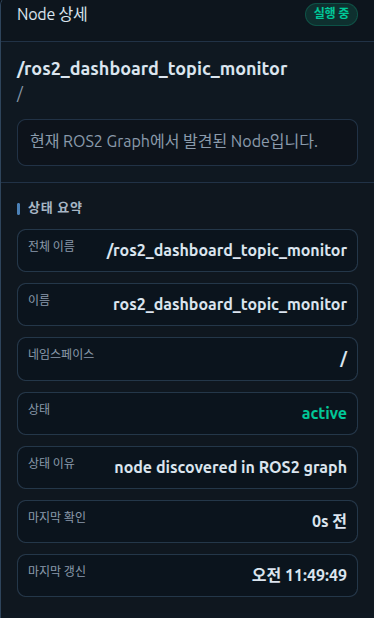 Node 상세
실행 중
/ros2_dashboard_topic_monitor
/
현재 ROS2 Graph에서 발견된 Node입니다.
상태 요약
전체 이름 /ros2_dashboard_topic_monitor
이름 ros2_dashboard_topic_monitor
네임스페이스 /
상태 active
상태 이유 node discovered in ROS2 graph
마지막 확인 0s 전
마지막 갱신 오전 11:49:49